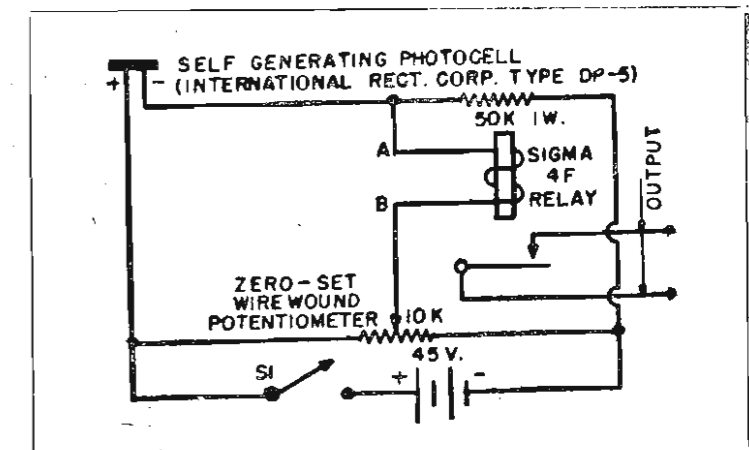 SELF GENERATING PHOTOCELL
+ - (INTERNATIONAL RECT. CORP. TYPE DP-5)
50K 1W.
A
SIGMA
4F
RELAY
B
OUTPUT
ZERO-SET
WIRE WOUND
POTENTIOMETER
10K
45 V.
S1
+ -